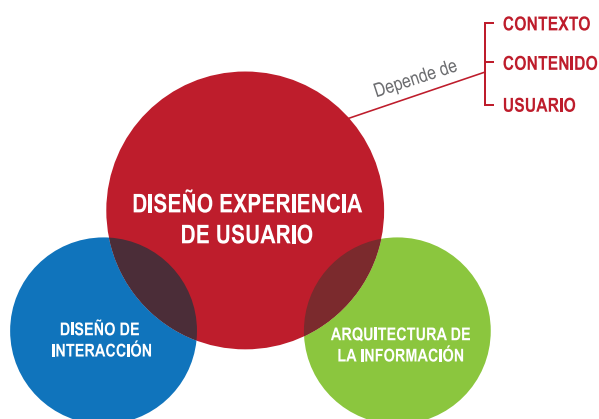 CONTEXTO
Depende de
CONTENIDO
USUARIO
DISEÑO EXPERIENCIA
DE USUARIO
DISEÑO DE
INTERACCIÓN
ARQUITECTURA DE
LA INFORMACIÓN